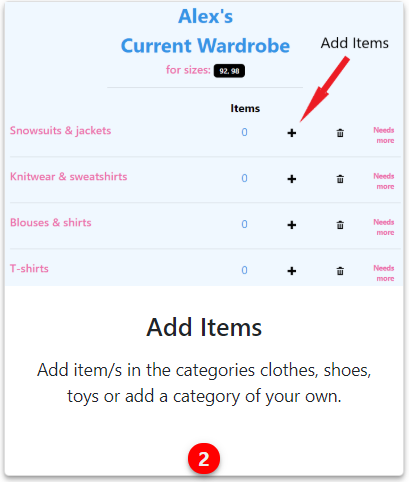 Alex's
Current Wardrobe
Add Items
for sizes: 92, 98
Items
Snowsuits & jackets 0 + Needs more
Knitwear & sweatshirts 0 + Needs more
Blouses & shirts 0 + Needs more
T-shirts 0 + Needs more
Add Items
Add item/s in the categories clothes, shoes,
toys or add a category of your own.
2